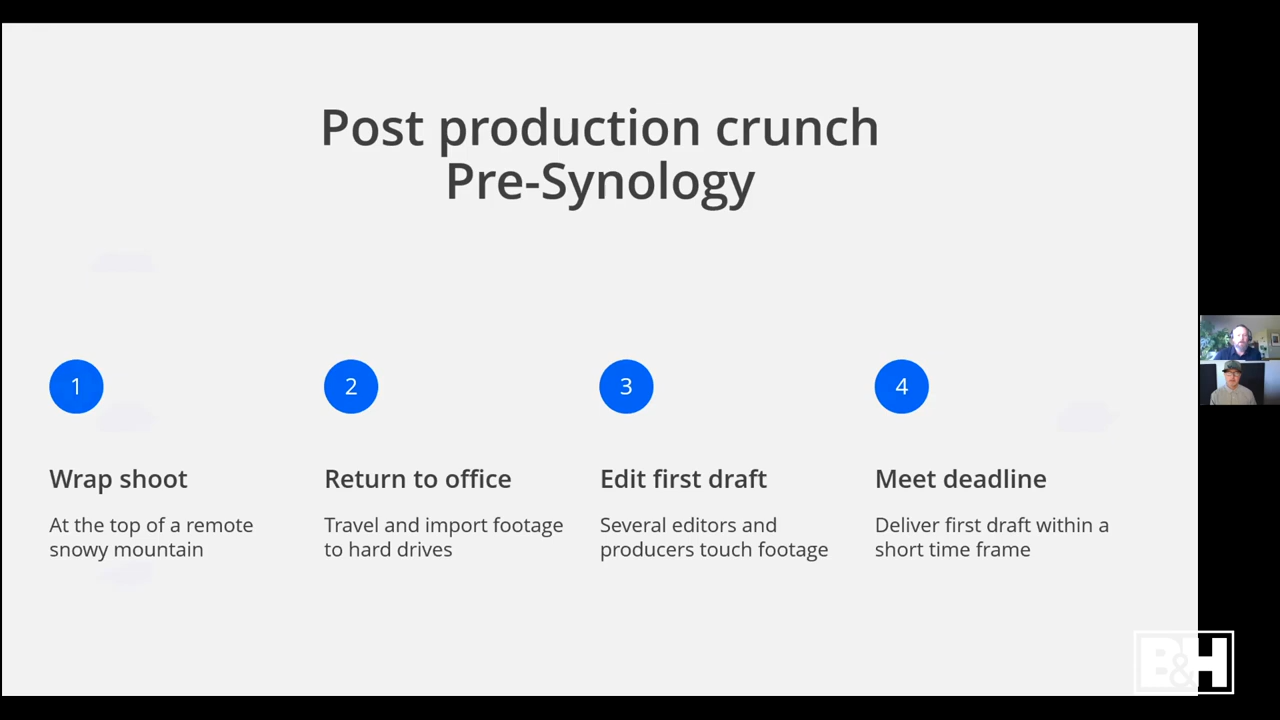 Post production crunch
Pre-Synology
1
2
3
4
Wrap shoot
Return to office
Edit first draft
Meet deadline
At the top of a remote
snowy mountain
Travel and import footage
to hard drives
Several editors and
producers touch footage
Deliver first draft within a
short time frame
B&H